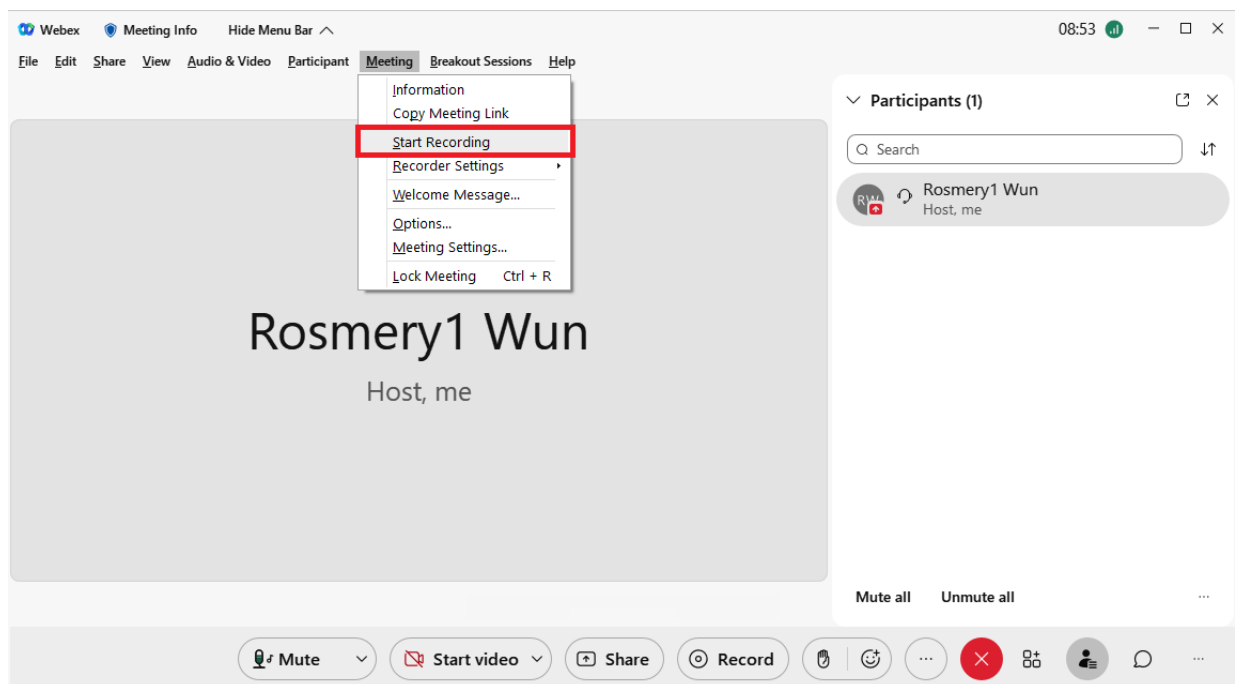 Webex Meeting Info Hide Menu Bar 08:53
File Edit Share View Audio & Video Participant Meeting Breakout Sessions Help
Information
Copy Meeting Link
Start Recording
Recorder Settings
Welcome Message...
Options...
Meeting Settings...
Lock Meeting Ctrl + R
Rosmery1 Wun
Host, me
Participants (1)
Search
RW
Rosmery1 Wun
Host, me
Mute all Unmute all ...
Mute Start video Share Record ... ...